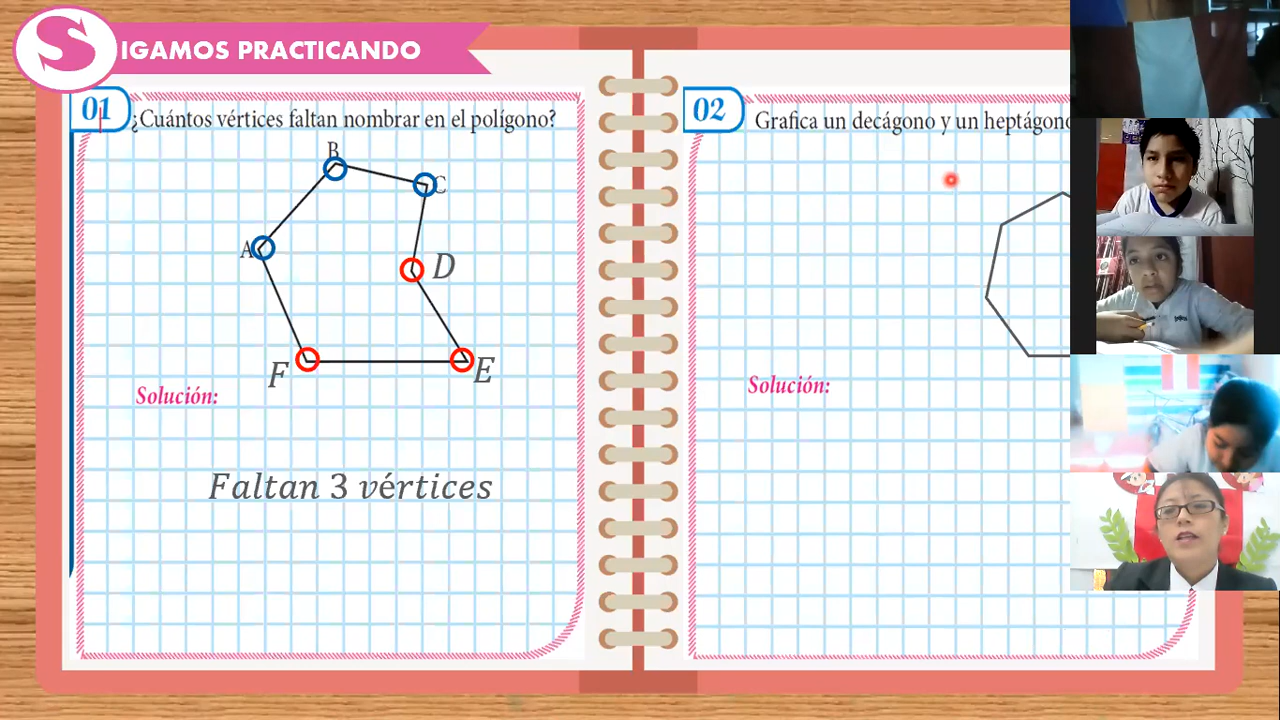 SIGAMOS PRACTICANDO
01 ¿Cuántos vértices faltan nombrar en el polígono?
B
C
A
D
F
E
Solución:
Faltan 3 vértices
02 Grafica un decágono y un heptágono
Solución: